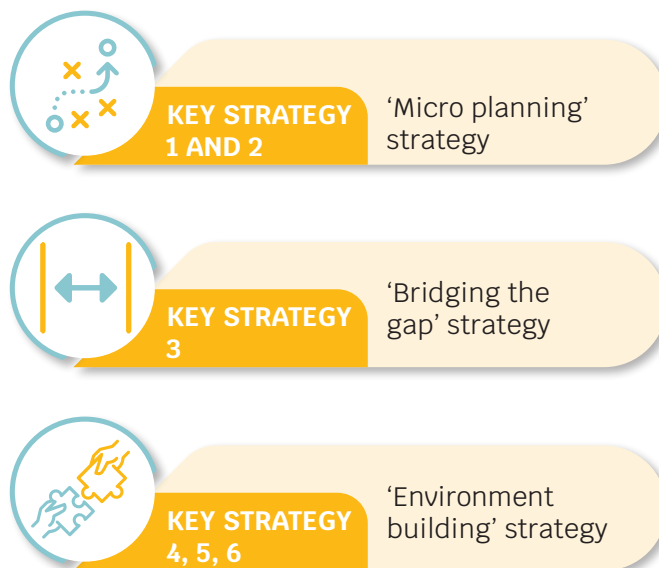 KEY STRATEGY
1 AND 2
‘Micro planning’
strategy
KEY STRATEGY
3
‘Bridging the
gap’ strategy
KEY STRATEGY
4, 5, 6
‘Environment
building’ strategy